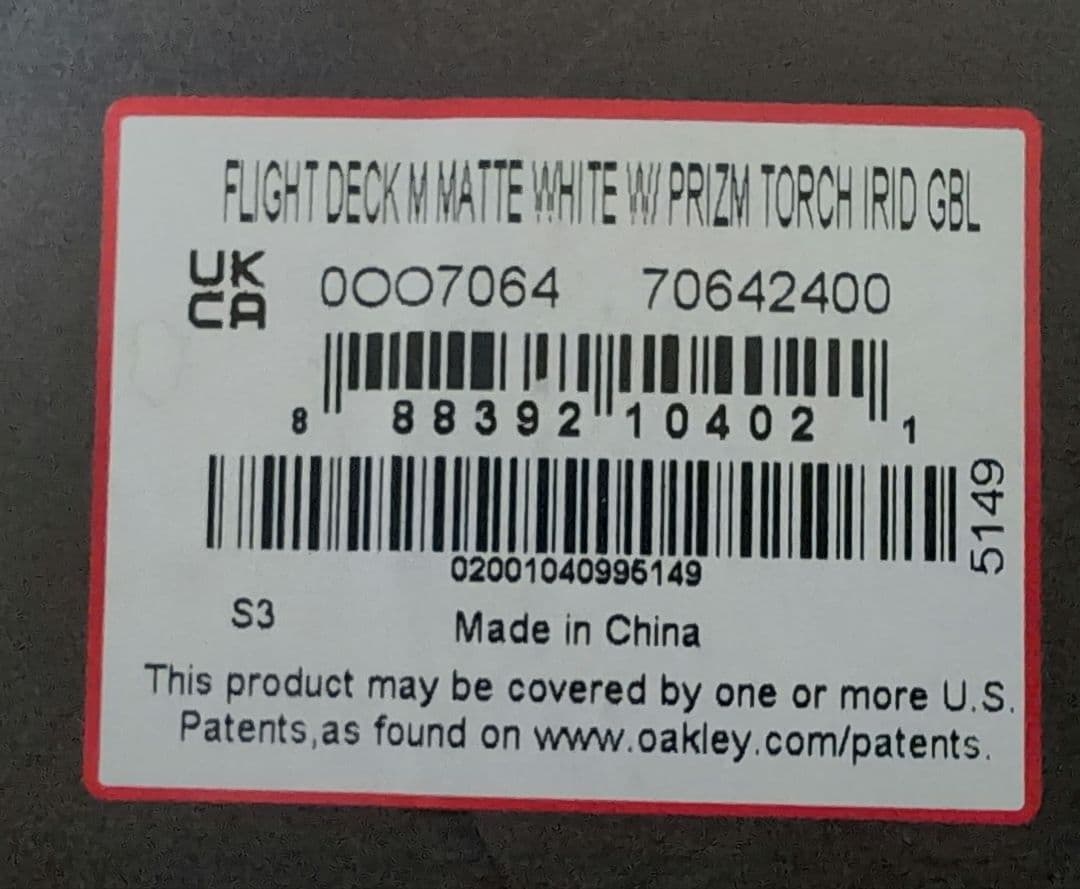 FLIGHT DECK M MATTE WHITE W/ PRIZM TORCH IRID GBL
UK
CA
0OO7064 70642400
8 88392 10402 1
5149
02001040996149
S3
Made in China
This product may be covered by one or more U.S.
Patents,as found on www.oakley.com/patents.